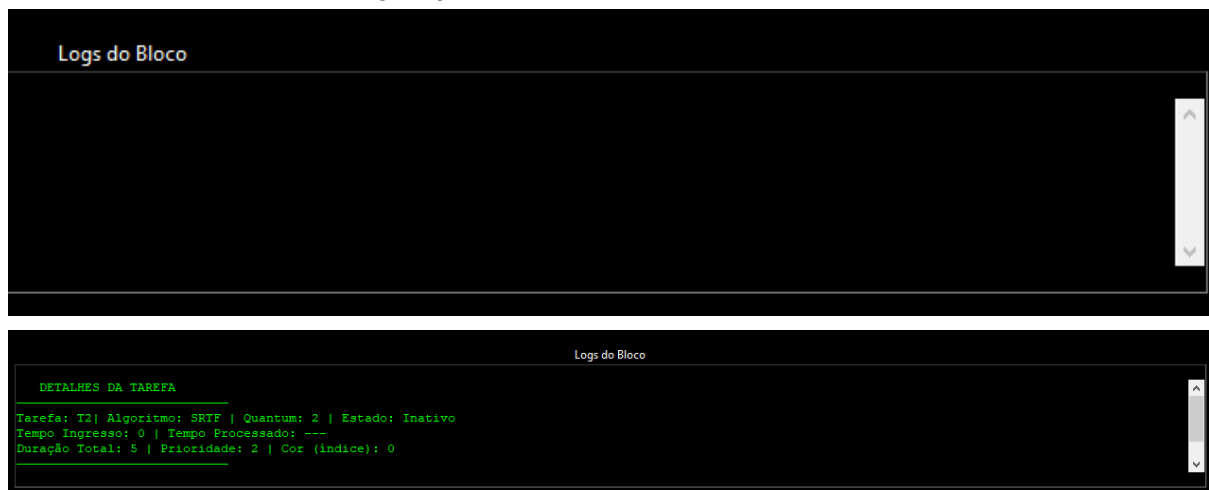 Logs do Bloco
Logs do Bloco
DETALHES DA TAREFA
Tarefa: T2| Algoritmo: SRTF | Quantum: 2 | Estado: Inativo
Tempo Ingresso: 0 | Tempo Processado: ---
Duração Total: 5 | Prioridade: 2 | Cor (índice): 0